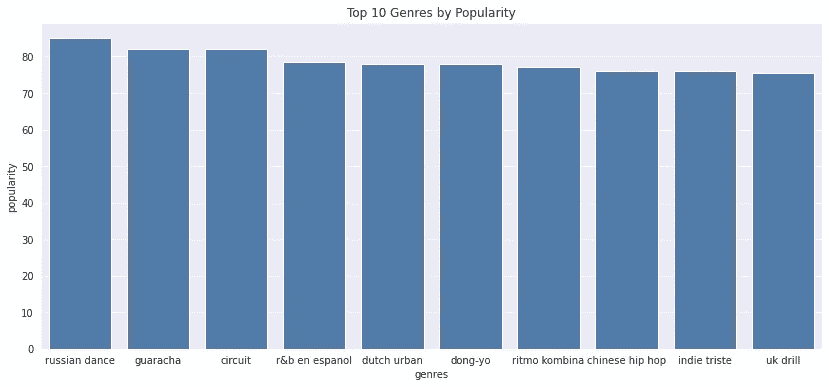 Top 10 Genres by Popularity
80
70
60
50
40
30
20
10
0
popularity
russian dance guaracha circuit r&b en espanol dutch urban dong-yo ritmo kombina chinese hip hop indie triste uk drill
genres